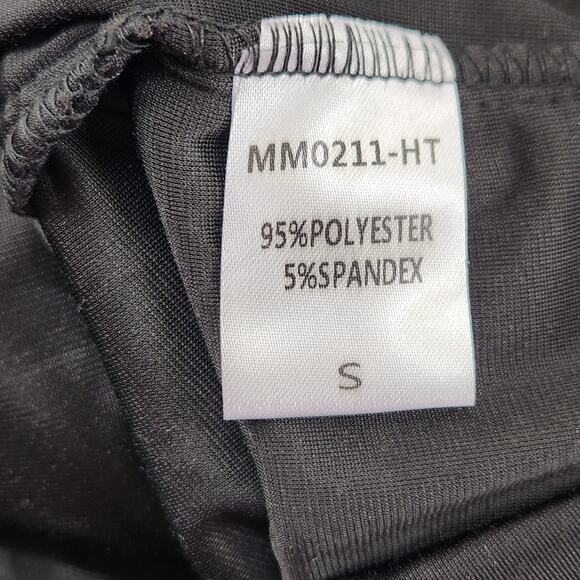 MM0211-HT
95%POLYESTER
5%SPANDEX
S